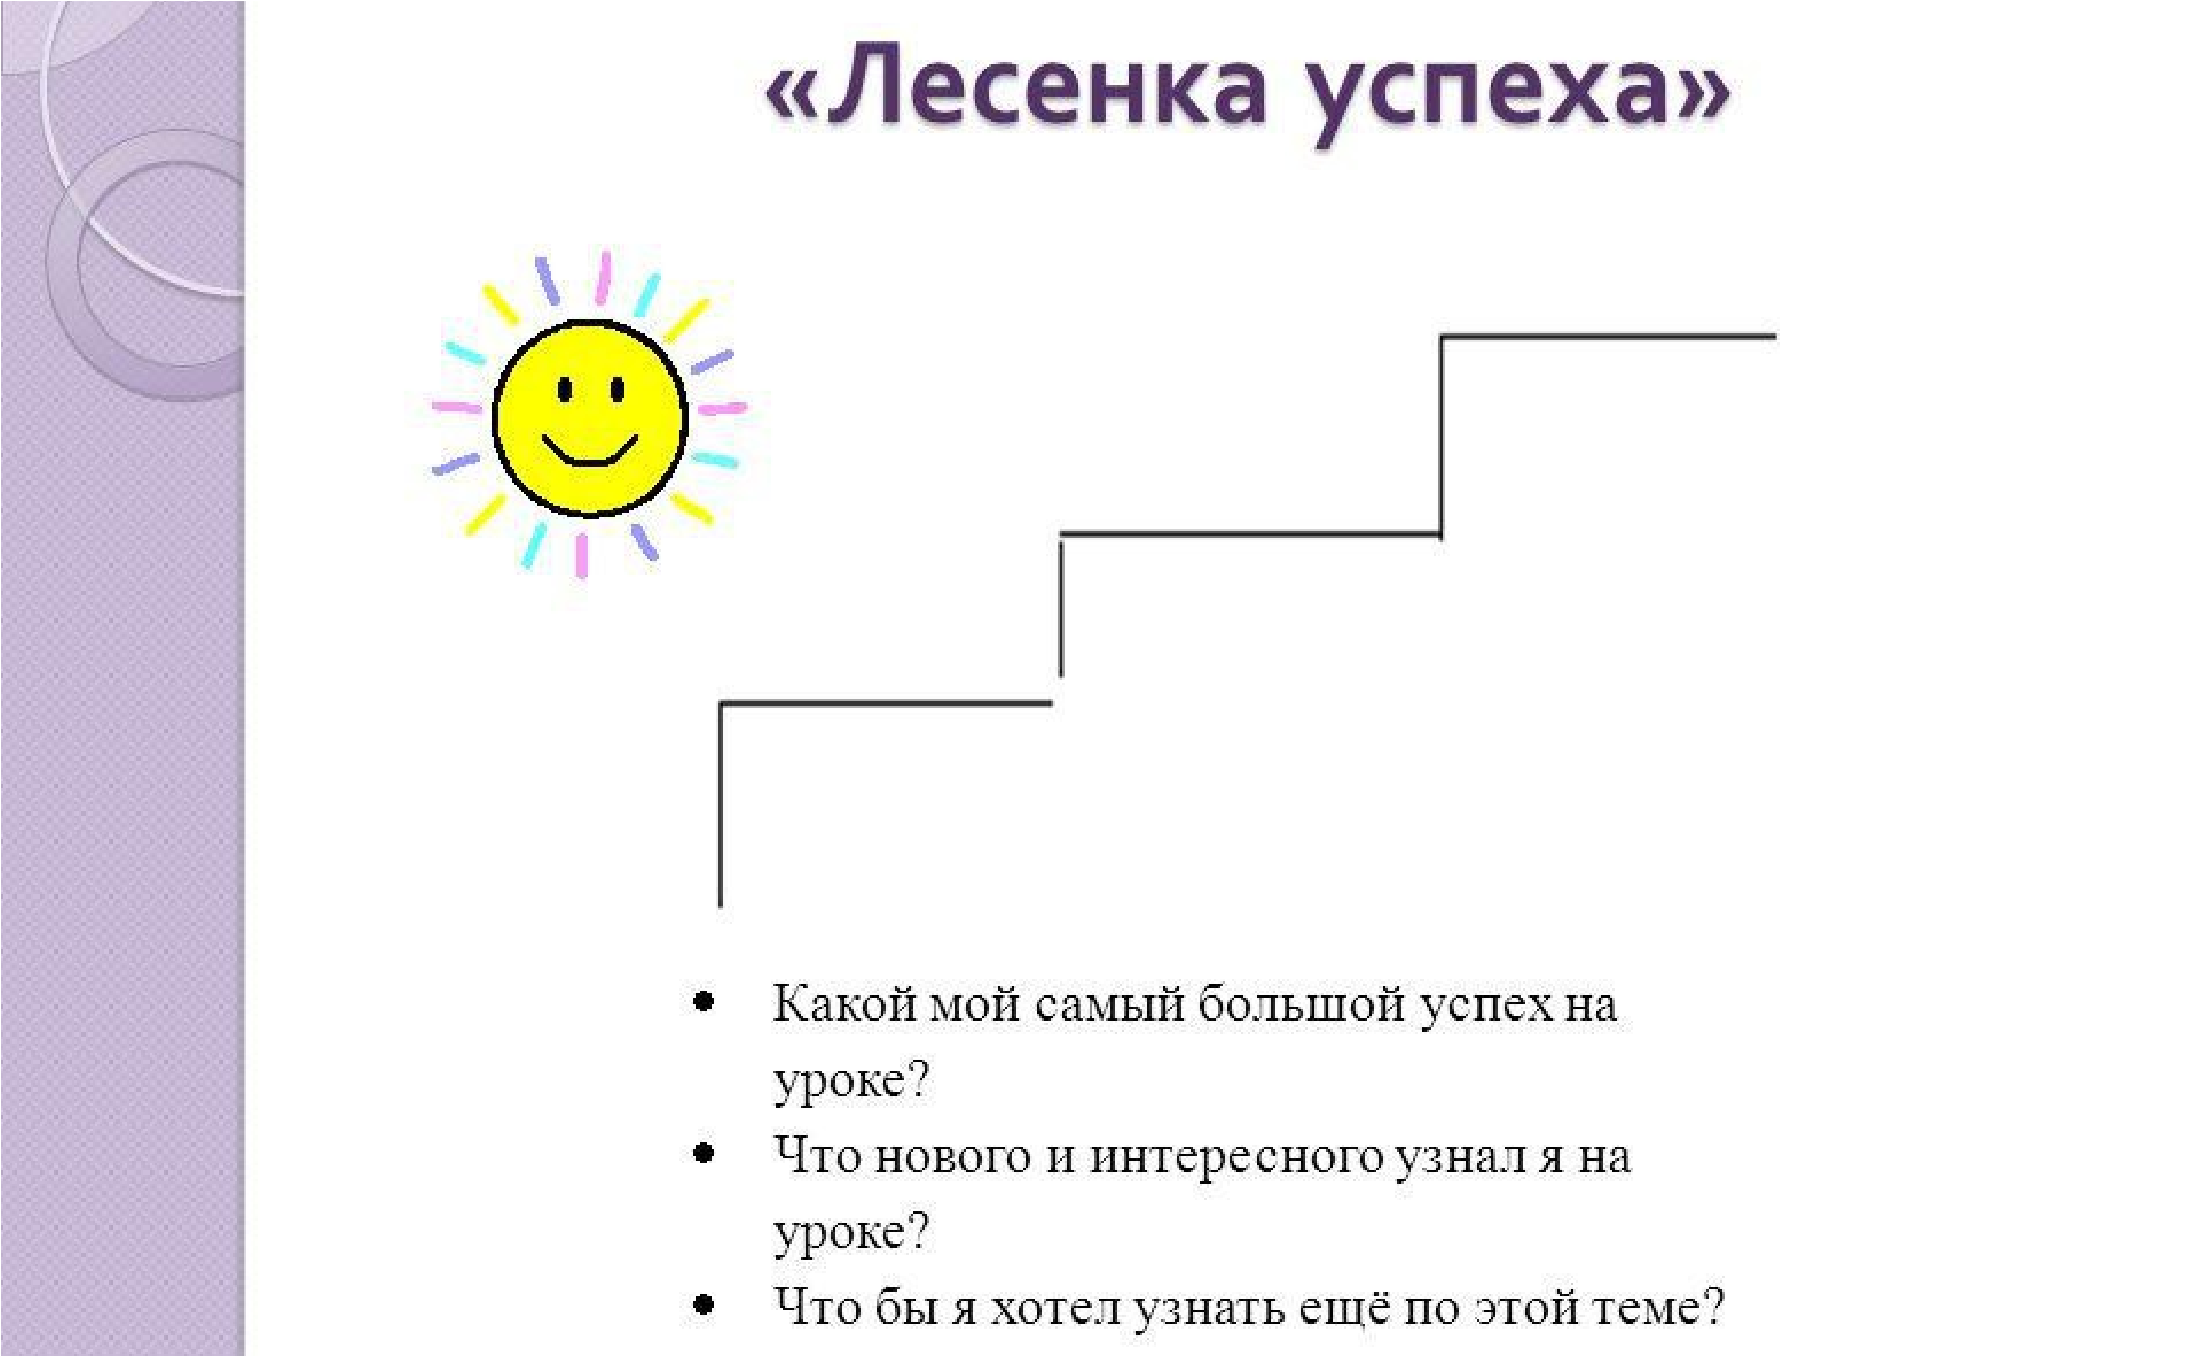 «Лесенка успеха»
• Какой мой самый большой успех на
уроке?
• Что нового и интересного узнал я на
уроке?
• Что бы я хотел узнать ещё по этой теме?